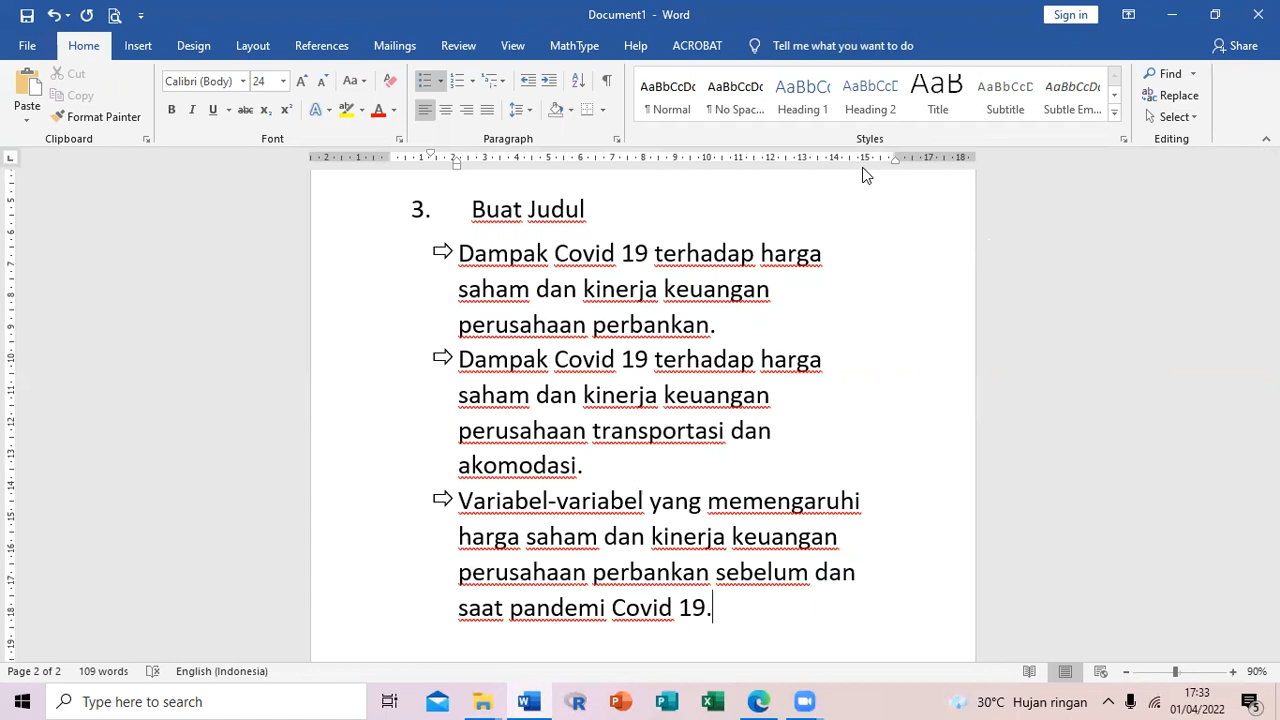 Document1 - Word
Sign in
File Home Insert Design Layout References Mailings Review View MathType Help ACROBAT Tell me what you want to do Share
Paste
Cut
Copy
Format Painter
Clipboard
Calibri (Body) 24
Font
Paragraph
AaBbCcDc AaBbCcDc AaBbCc AaBbCcD AaB AaBbCcD AaBbCcDc
¶ Normal ¶ No Spac... Heading 1 Heading 2 Title Subtitle Subtle Em...
Styles
Find
Replace
Select
Editing
3. Buat Judul
⇨ Dampak Covid 19 terhadap harga
saham dan kinerja keuangan
perusahaan perbankan.
⇨ Dampak Covid 19 terhadap harga
saham dan kinerja keuangan
perusahaan transportasi dan
akomodasi.
⇨ Variabel-variabel yang memengaruhi
harga saham dan kinerja keuangan
perusahaan perbankan sebelum dan
saat pandemi Covid 19.
Page 2 of 2 109 words English (Indonesia) 90%
Type here to search
30°C Hujan ringan
17:33
01/04/2022
5